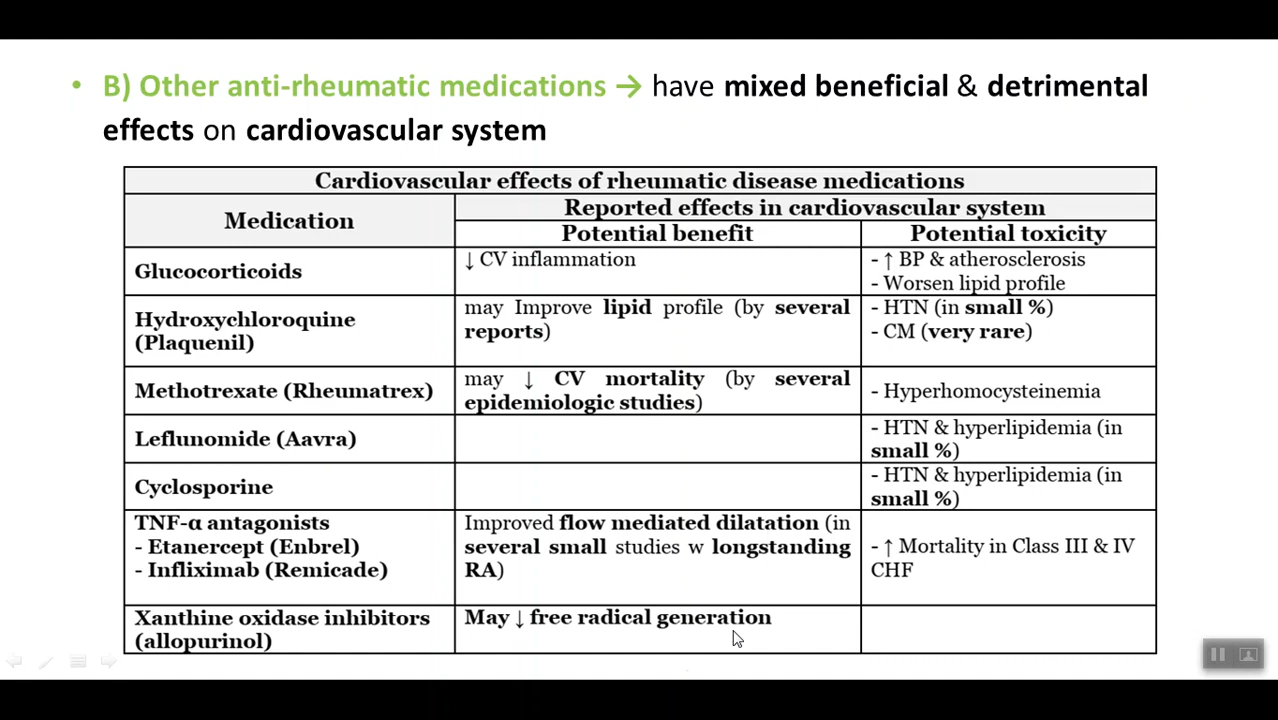 • B) Other anti-rheumatic medications → have mixed beneficial & detrimental
effects on cardiovascular system
Cardiovascular effects of rheumatic disease medications
Medication
Reported effects in cardiovascular system
Potential benefit
Potential toxicity
Glucocorticoids
↓ CV inflammation
- ↑ BP & atherosclerosis
- Worsen lipid profile
Hydroxychloroquine
(Plaquenil)
may Improve lipid profile (by several
reports)
- HTN (in small %)
- CM (very rare)
Methotrexate (Rheumatrex)
may ↓ CV mortality (by several
epidemiologic studies)
- Hyperhomocysteinemia
Leflunomide (Aavra)
- HTN & hyperlipidemia (in
small %)
Cyclosporine
- HTN & hyperlipidemia (in
small %)
TNF-α antagonists
- Etanercept (Enbrel)
- Infliximab (Remicade)
Improved flow mediated dilatation (in
several small studies w longstanding
RA)
- ↑ Mortality in Class III & IV
CHF
Xanthine oxidase inhibitors
(allopurinol)
May ↓ free radical generation